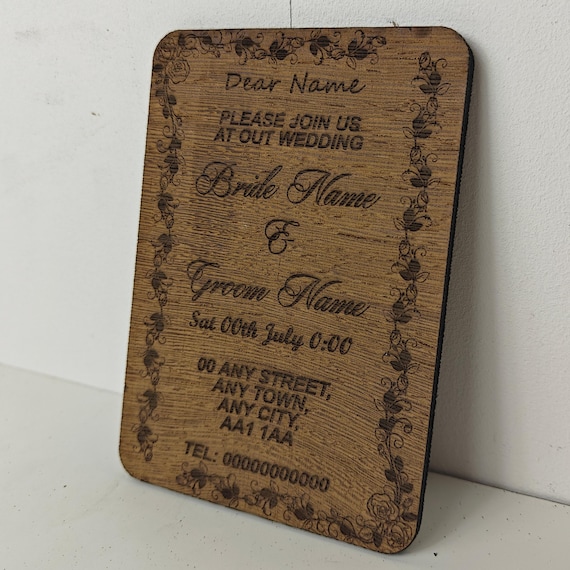 Dear Name
PLEASE JOIN US
AT OUT WEDDING
Bride Name
&
Groom Name
Sat 00th July 0:00
00 ANY STREET,
ANY TOWN,
ANY CITY,
AA1 1AA
TEL: 00000000000